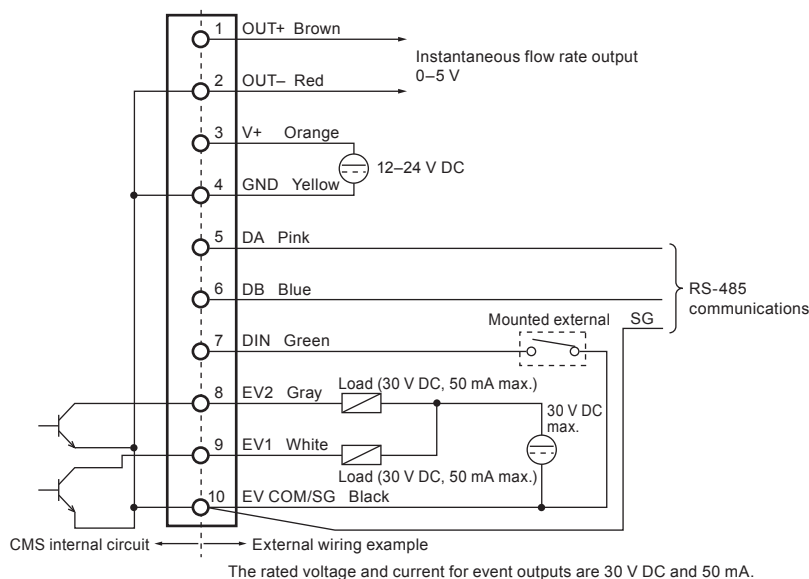 1 OUT+ Brown
Instantaneous flow rate output
0–5 V
2 OUT– Red
3 V+ Orange
12–24 V DC
4 GND Yellow
5 DA Pink
6 DB Blue
RS-485
communications
Mounted external
SG
7 DIN Green
8 EV2 Gray
Load (30 V DC, 50 mA max.)
30 V DC
max.
9 EV1 White
Load (30 V DC, 50 mA max.)
10 EV COM/SG Black
CMS internal circuit
External wiring example
The rated voltage and current for event outputs are 30 V DC and 50 mA.